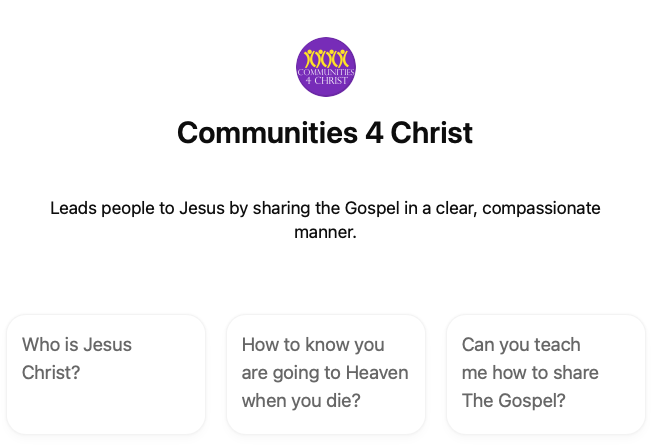 COMMUNITIES
4 CHRIST
Communities 4 Christ
Leads people to Jesus by sharing the Gospel in a clear, compassionate
manner.
Who is Jesus
Christ?
How to know you
are going to Heaven
when you die?
Can you teach
me how to share
The Gospel?